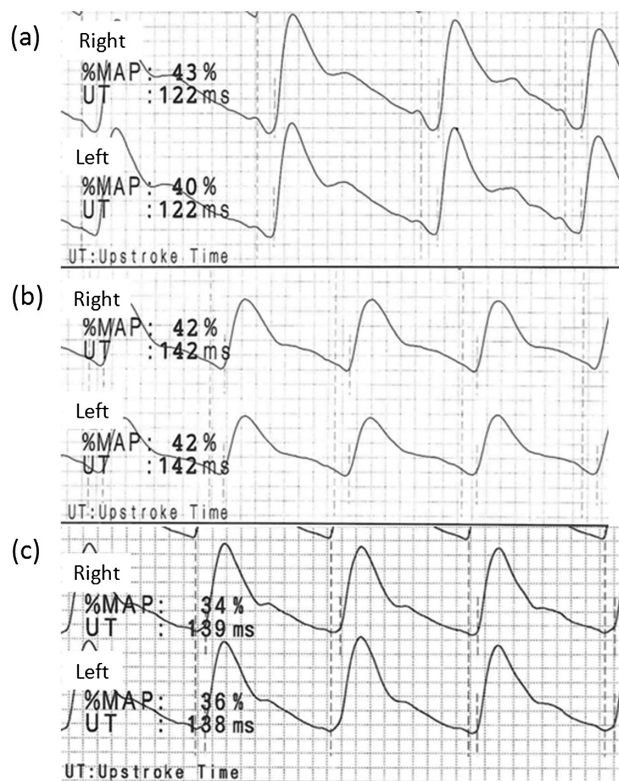 (a)
Right
%MAP: 43%
UT :122ms
Left
%MAP: 40%
UT :122ms
UT:Upstroke Time
(b)
Right
%MAP: 42%
UT :142ms
Left
%MAP: 42%
UT :142ms
UT:Upstroke Time
(c)
Right
%MAP: 34%
UT : 139ms
Left
%MAP: 36%
UT : 138ms
UT:Upstroke Time